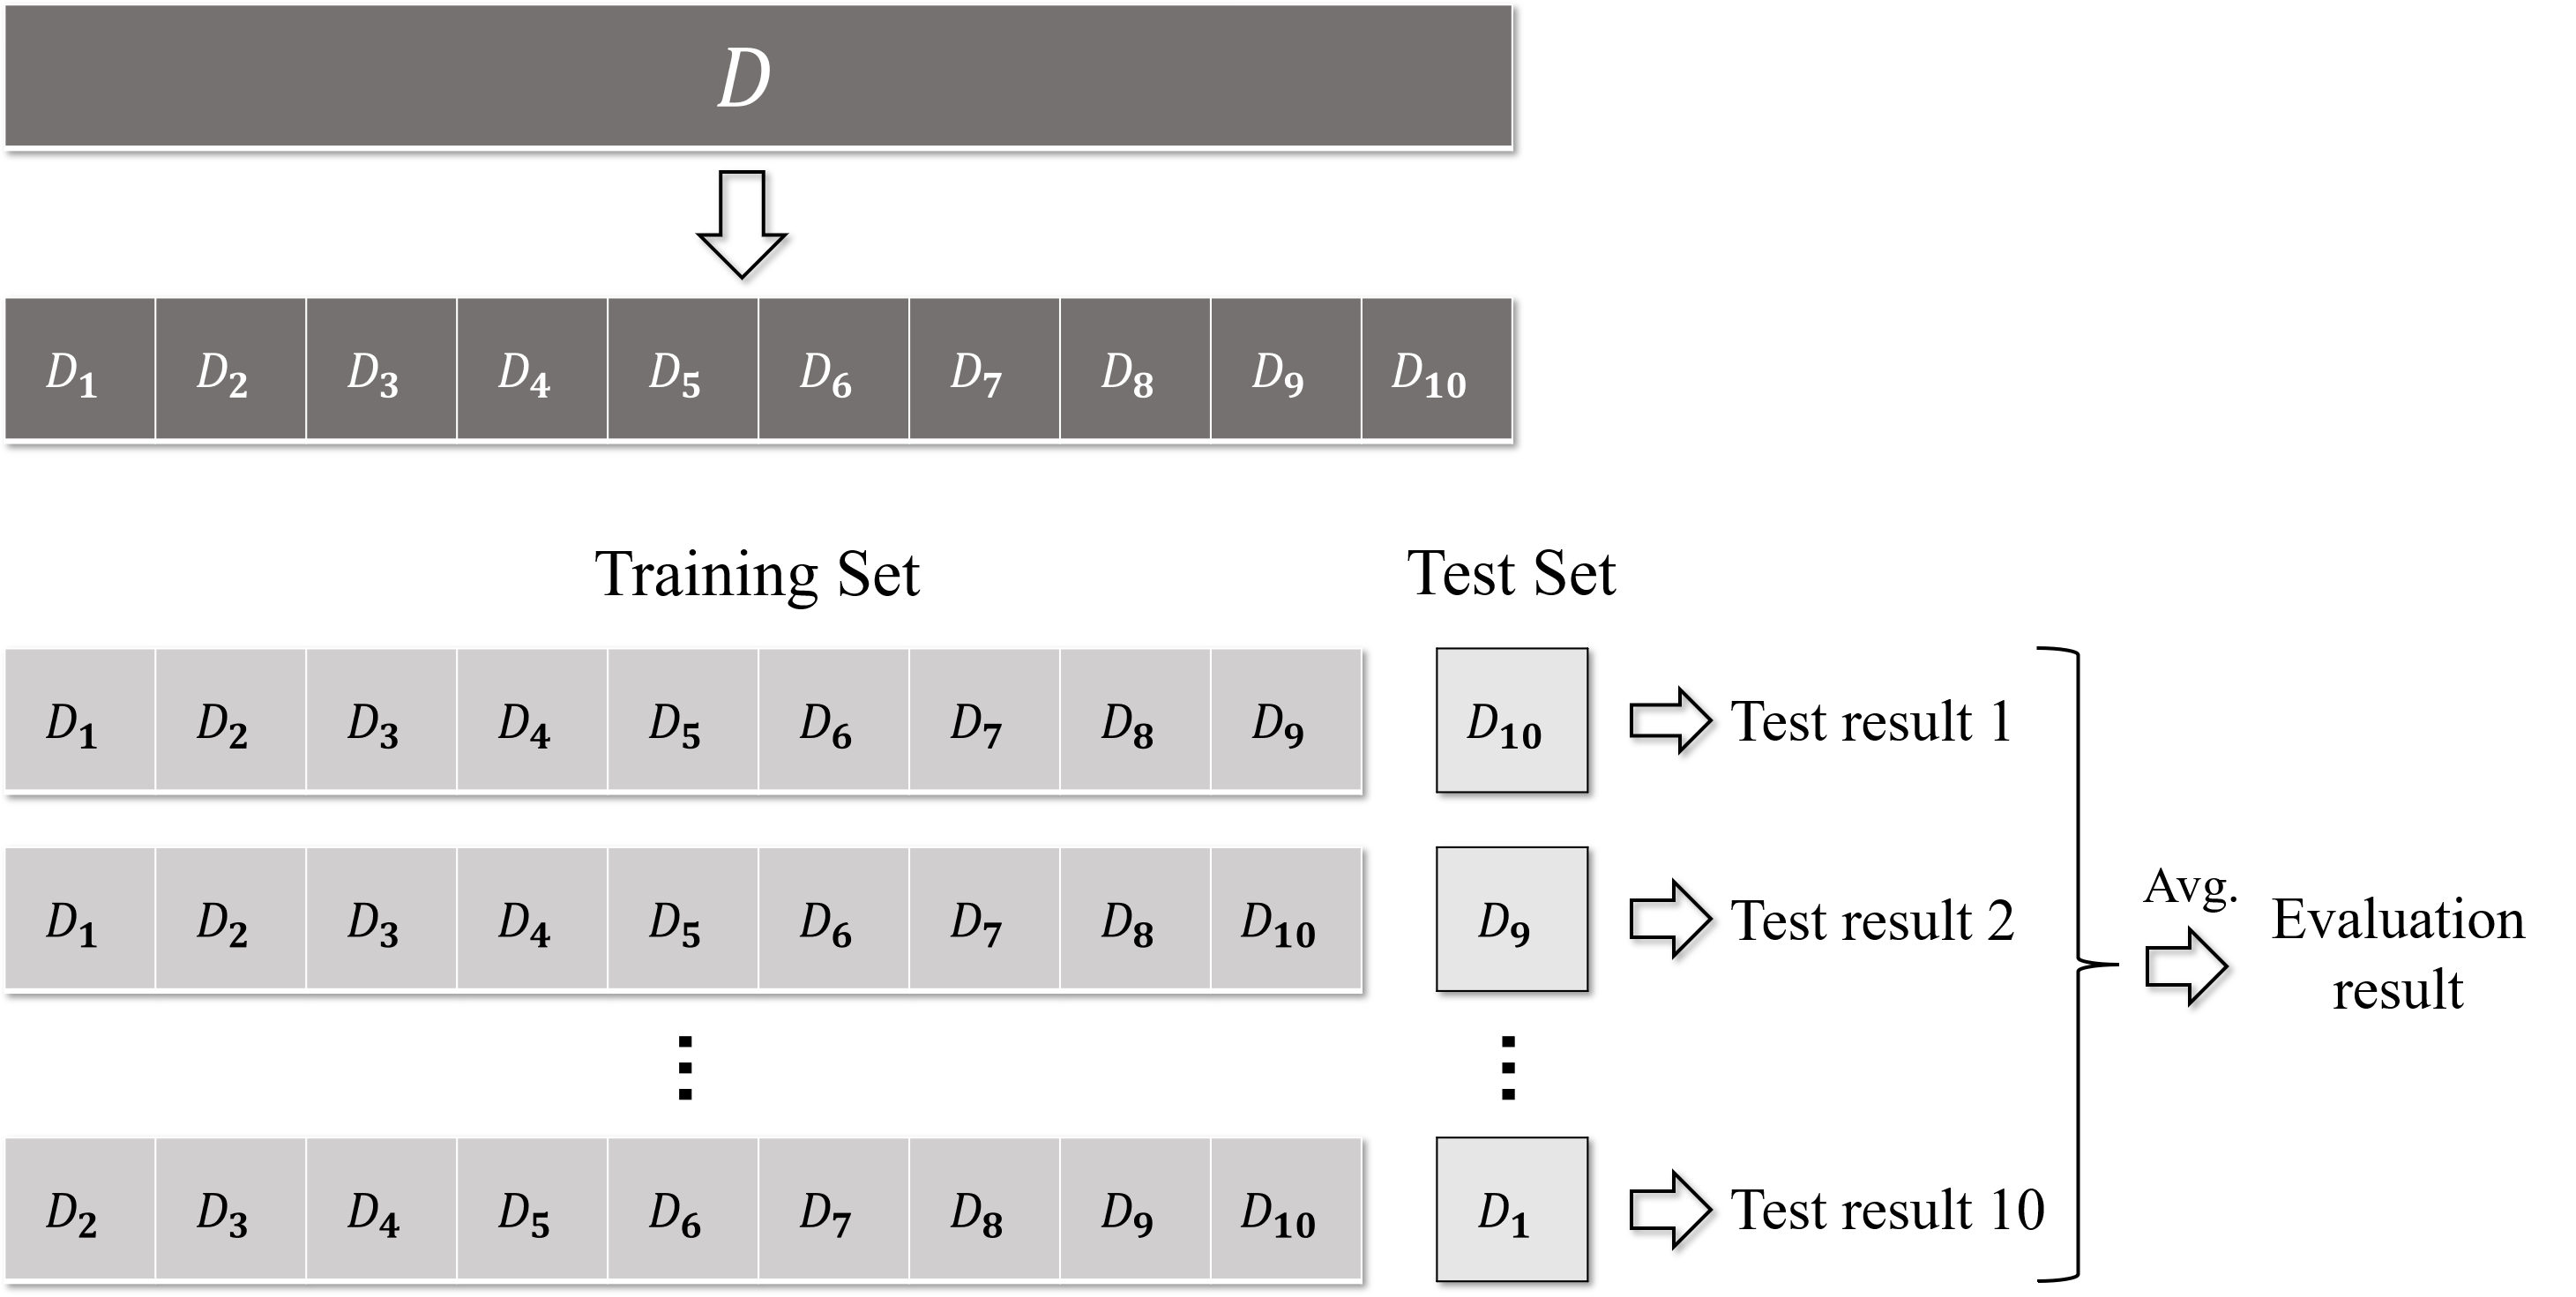 D
D₁ D₂ D₃ D₄ D₅ D₆ D₇ D₈ D₉ D₁₀
Training Set Test Set
D₁ D₂ D₃ D₄ D₅ D₆ D₇ D₈ D₉ D₁₀ Test result 1
D₁ D₂ D₃ D₄ D₅ D₆ D₇ D₈ D₁₀ D₉ Test result 2
Avg.
Evaluation
result
D₂ D₃ D₄ D₅ D₆ D₇ D₈ D₉ D₁₀ D₁ Test result 10